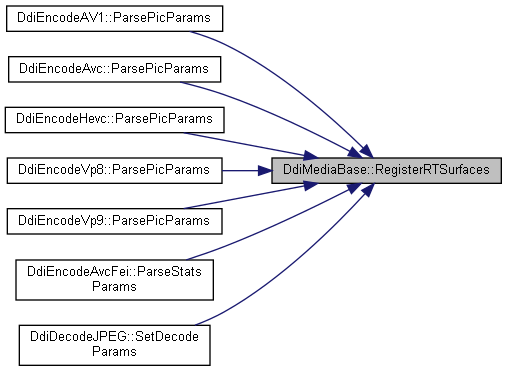 DdiEncodeAV1::ParsePicParams
DdiEncodeAvc::ParsePicParams
DdiEncodeHevc::ParsePicParams
DdiEncodeVp8::ParsePicParams
DdiMediaBase::RegisterRTSurfaces
DdiEncodeVp9::ParsePicParams
DdiEncodeAvcFei::ParseStats
Params
DdiDecodeJPEG::SetDecode
Params